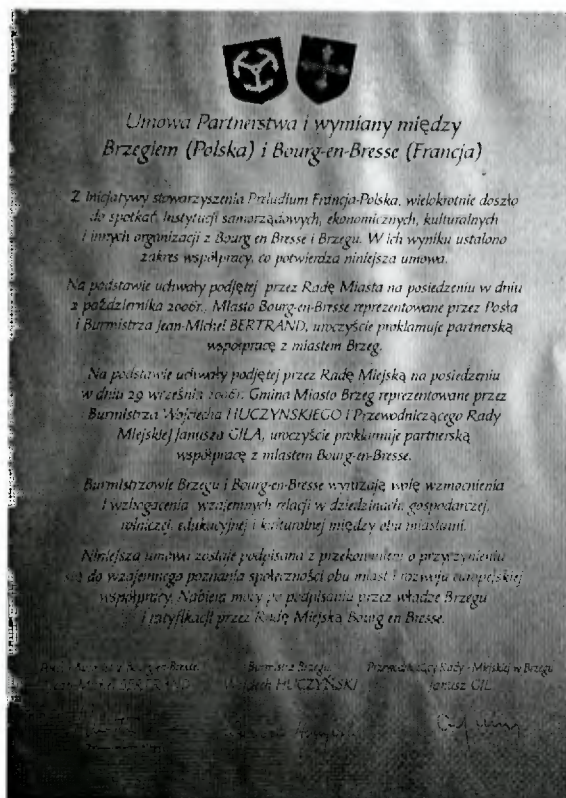 Umowa Partnerstwa i wymiany między
Brzegiem (Polska) i Bourg-en-Bresse (Francja)
Z Inicjatywy stowarzyszenia Preludium Francja-Polska, wielokrotnie doszło
do spotkań, Instytucji samorządowych, ekonomicznych, kulturalnych
i innych organizacji z Bourg en Bresse i Brzegu. W ich wyniku ustalono
zakres współpracy, co potwierdza niniejsza umowa.
Na podstawie uchwały podjętej przez Radę Miasta na posiedzeniu w dniu
2 października 2006r., Miasto Bourg-en-Bresse reprezentowane przez Posła
i Burmistrza Jean-Michel BERTRAND, uroczyście proklamuje partnerską
współpracę z miastem Brzeg.
Na podstawie uchwały podjętej przez Radę Miejską na posiedzeniu
w dniu 29 września 2006r. Gmina Miasto Brzeg reprezentowane przez
Burmistrza Wojciecha HUCZYŃSKIEGO i Przewodniczącego Rady
Miejskiej Janusza GILA, uroczyście proklamuje partnerską
współpracę z miastem Bourg-en-Bresse.
Burmistrzowie Brzegu i Bourg-en-Bresse wyrażają wolę wzmocnienia
i wzbogacenia wzajemnych relacji w dziedzinach: gospodarczej,
rolniczej, edukacyjnej i kulturalnej między obu miastami.
Niniejsza umowa zostaje podpisana z przekonaniem o przyczynieniu
się do wzajemnego poznania społeczności obu miast i rozwoju europejskiej
współpracy. Nabiera mocy po podpisaniu przez władze Brzegu
i ratyfikacji przez Radę Miejską Bourg en Bresse.
Bourg-en-Bresse Burmistrz Brzegu Przewodniczący Rady - Miejskiej w Brzegu
Jean-Michel BERTRAND Wojciech HUCZYŃSKI Janusz GIL